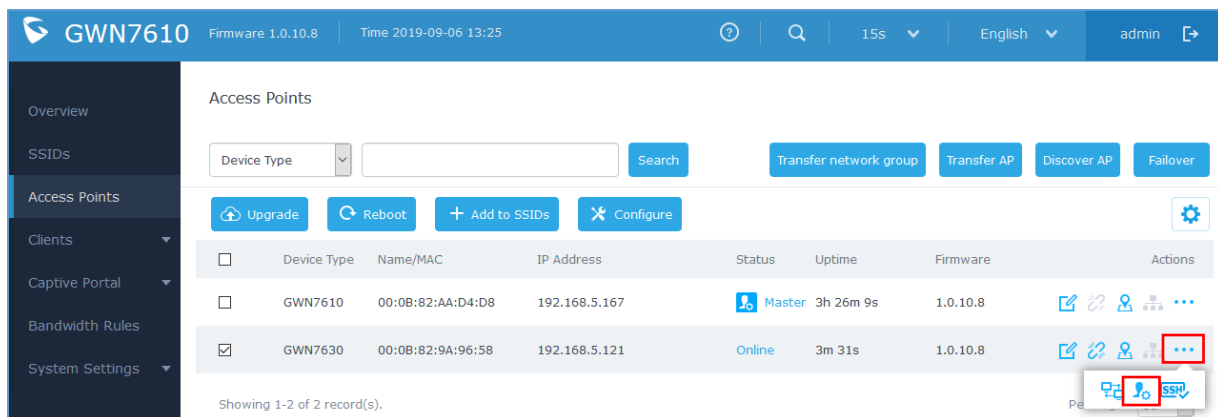 GWN7610 Firmware 1.0.10.8 Time 2019-09-06 13:25 15s English admin
Overview
SSIDs
Access Points
Clients
Captive Portal
Bandwidth Rules
System Settings
Access Points
Device Type Search Transfer network group Transfer AP Discover AP Failover
Upgrade Reboot + Add to SSIDs Configure
Device Type Name/MAC IP Address Status Uptime Firmware Actions
GWN7610 00:0B:82:AA:D4:D8 192.168.5.167 Master 3h 26m 9s 1.0.10.8
GWN7630 00:0B:82:9A:96:58 192.168.5.121 Online 3m 31s 1.0.10.8
SSH
Showing 1-2 of 2 record(s).